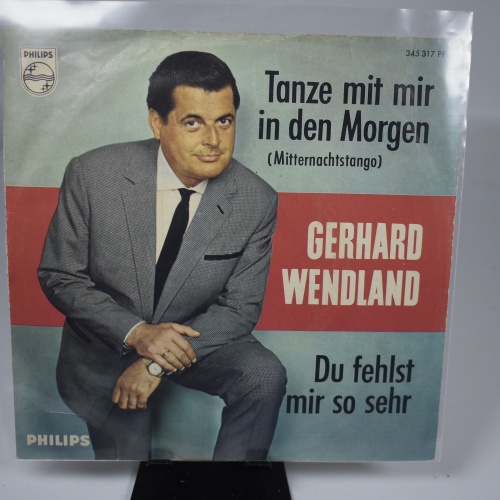 PHILIPS
345 317 PF
Tanze mit mir
in den Morgen
(Mitternachtstango)
GERHARD
WENDLAND
Du fehlst
mir so sehr
PHILIPS